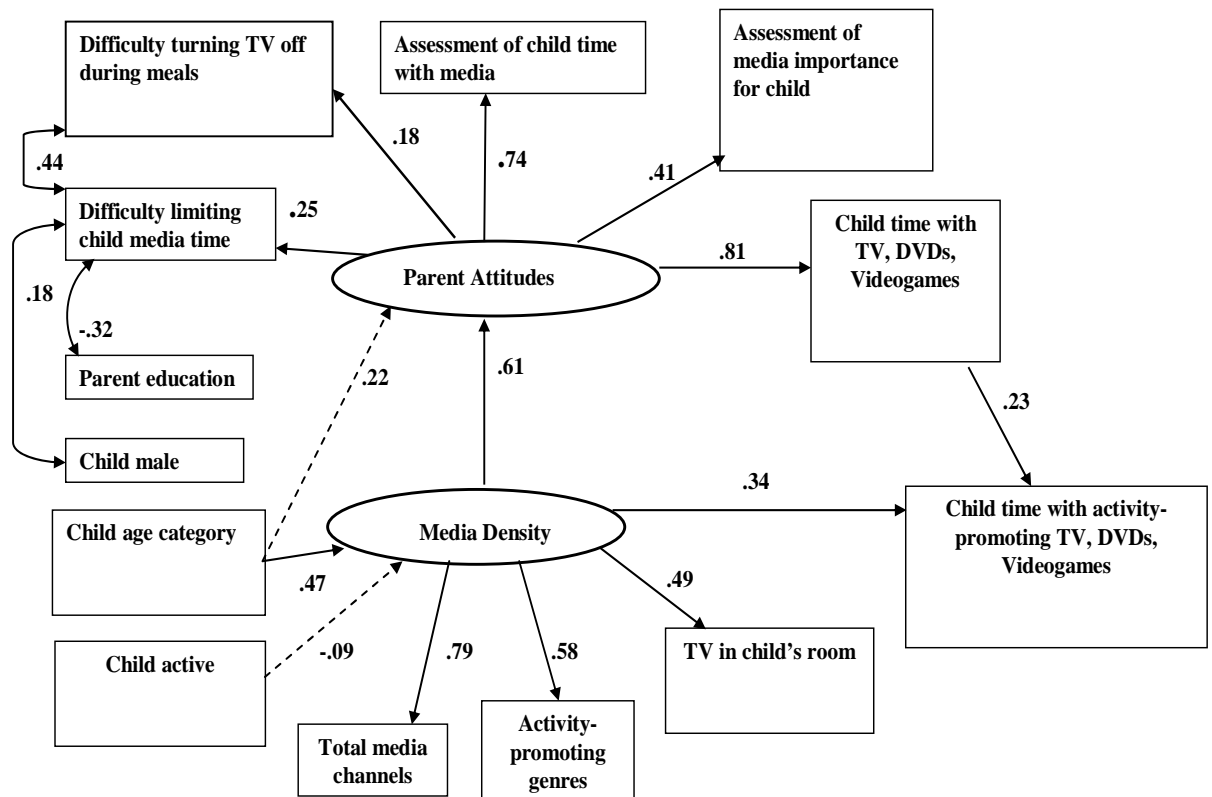 Difficulty turning TV off
during meals
Assessment of child time
with media
Assessment of
media importance
for child
.18
.74
.41
.44
Difficulty limiting
child media time
.25
Child time with
TV, DVDs,
Videogames
Parent Attitudes
.81
.18
-.32
Parent education
.22
.61
.23
Child male
.34
Child time with activity-
promoting TV, DVDs,
Videogames
Child age category
Media Density
.47
.49
Child active
-.09
.79
.58
TV in child’s room
Total media
channels
Activity-
promoting
genres